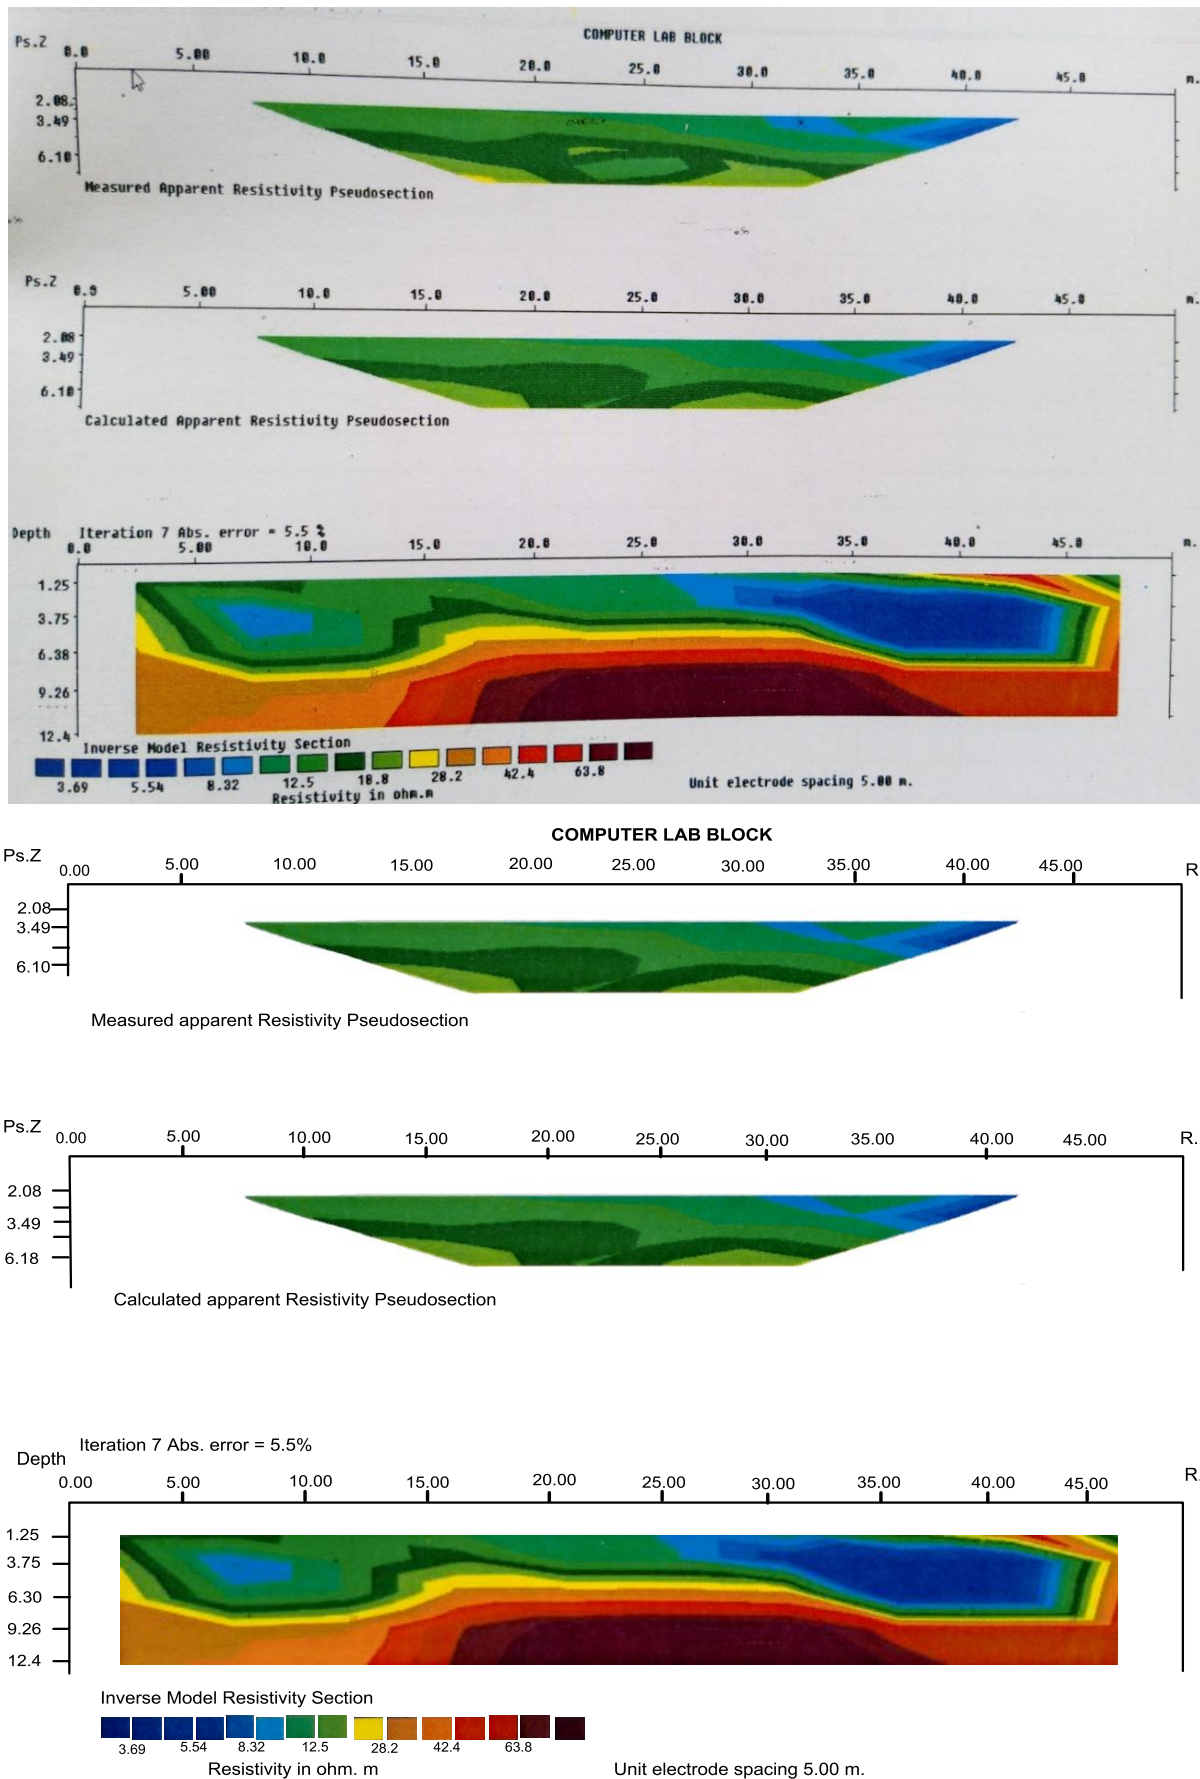 COMPUTER LAB BLOCK
Ps.Z 0.0 5.00 10.0 15.0 20.0 25.0 30.0 35.0 40.0 45.0 m.
2.08
3.49
6.10
Measured Apparent Resistivity Pseudosection
Ps.Z 0.0 5.00 10.0 15.0 20.0 25.0 30.0 35.0 40.0 45.0 m.
2.08
3.49
6.10
Calculated Apparent Resistivity Pseudosection
Depth Iteration 7 Abs. error = 5.5 %
0.0 5.00 10.0 15.0 20.0 25.0 30.0 35.0 40.0 45.0 m.
1.25
3.75
6.38
9.26
12.4
Inverse Model Resistivity Section
3.69 5.54 8.32 12.5 18.8 28.2 42.4 63.8
Resistivity in ohm.m
Unit electrode spacing 5.00 m.
COMPUTER LAB BLOCK
Ps.Z 0.00 5.00 10.00 15.00 20.00 25.00 30.00 35.00 40.00 45.00 R
2.08
3.49
6.10
Measured apparent Resistivity Pseudosection
Ps.Z 0.00 5.00 10.00 15.00 20.00 25.00 30.00 35.00 40.00 45.00 R.
2.08
3.49
6.18
Calculated apparent Resistivity Pseudosection
Iteration 7 Abs. error = 5.5%
Depth
0.00 5.00 10.00 15.00 20.00 25.00 30.00 35.00 40.00 45.00 R.
1.25
3.75
6.30
9.26
12.4
Inverse Model Resistivity Section
3.69 5.54 8.32 12.5 28.2 42.4 63.8
Resistivity in ohm. m Unit electrode spacing 5.00 m.